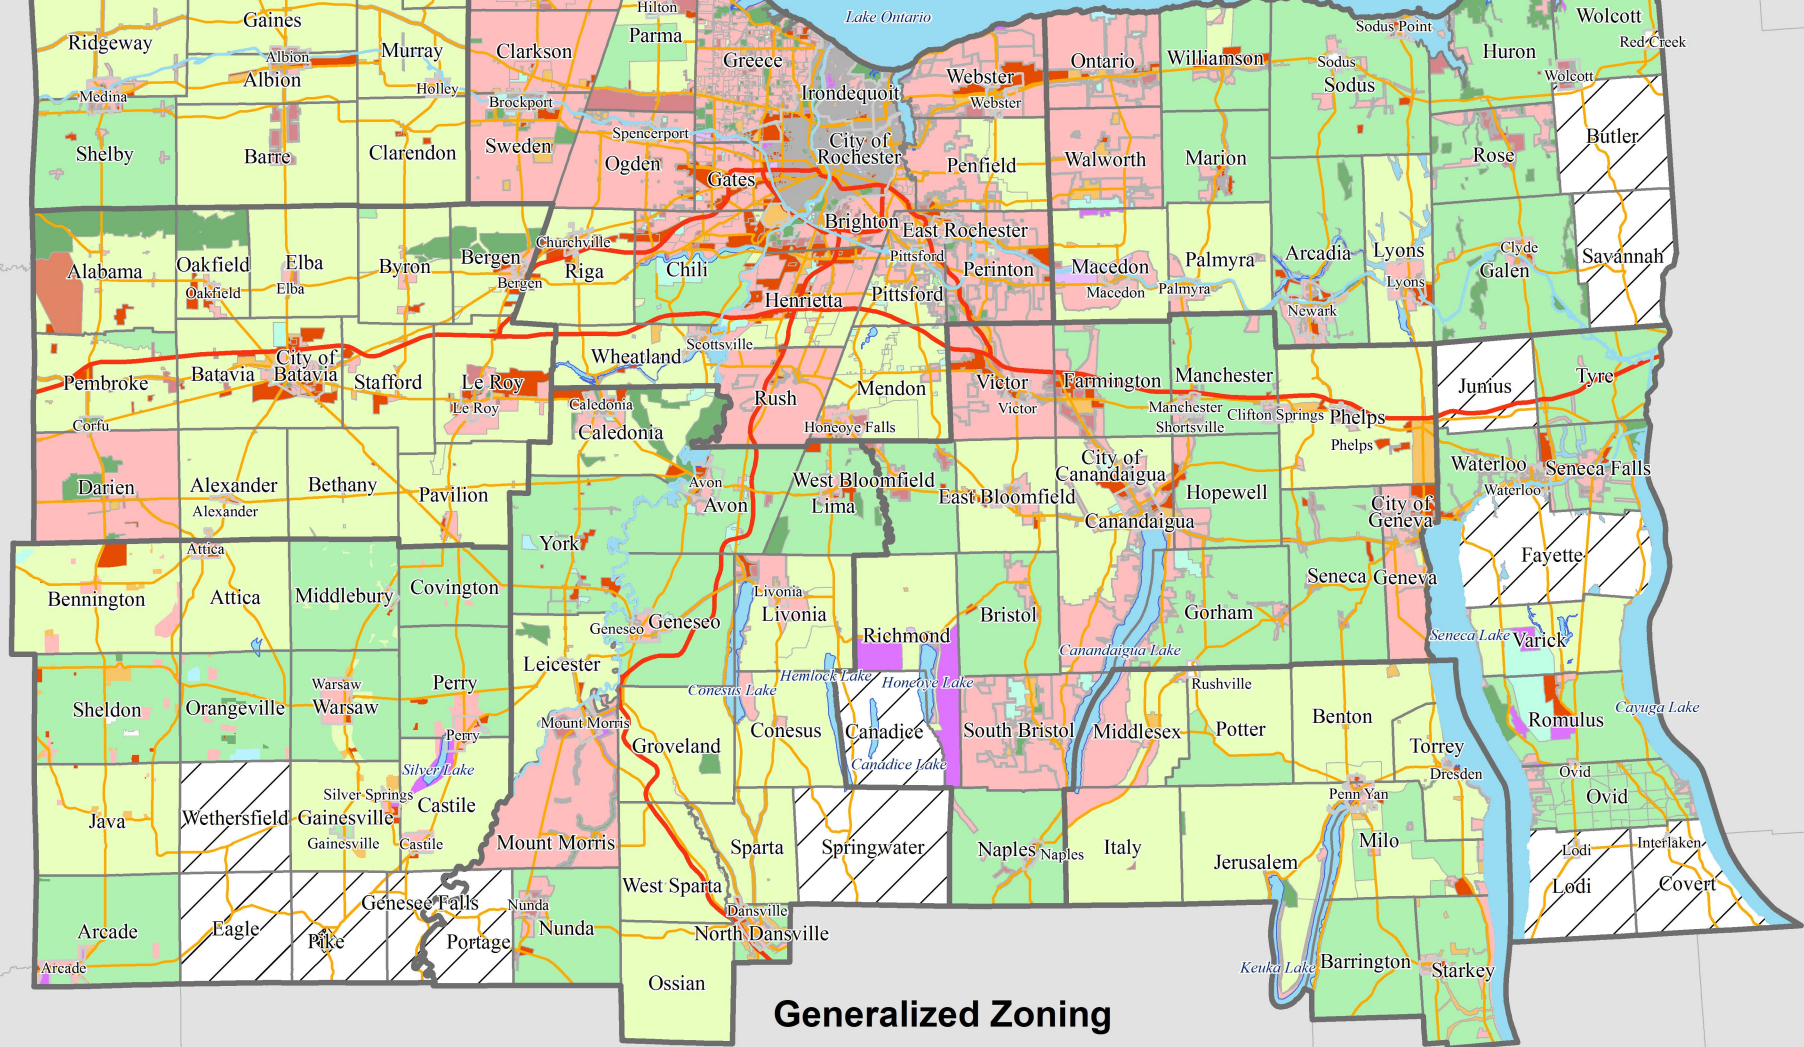 Lake Ontario
Hilton
Gaines
Ridgeway
Murray
Clarkson
Parma
Greece
Webster
Ontario
Williamson
Sodus Point
Sodus
Sodus
Huron
Wolcott
Red Creek
Wolcott
Albion
Albion
Medina
Holley
Brockport
Irondequoit
Webster
Shelby
Barre
Clarendon
Sweden
Spencerport
Ogden
City of
Rochester
Gates
Penfield
Walworth
Marion
Rose
Butler
Alabama
Oakfield
Oakfield
Elba
Elba
Byron
Bergen
Bergen
Churchville
Riga
Chili
Brighton
East Rochester
Pittsford
Perinton
Henrietta
Pittsford
Macedon
Macedon
Palmyra
Palmyra
Arcadia
Newark
Lyons
Lyons
Clyde
Galen
Savannah
Pembroke
Corfu
Batavia
City of
Batavia
Stafford
Le Roy
Le Roy
Wheatland
Scottsville
Caledonia
Caledonia
Rush
Mendon
Honeoye Falls
Victor
Victor
Farmington
Manchester
Manchester
Shortsville
Clifton Springs
Phelps
Phelps
Junius
Tyre
Darien
Alexander
Alexander
Bethany
Pavilion
York
Avon
Avon
West Bloomfield
Lima
East Bloomfield
City of
Canandaigua
Canandaigua
Hopewell
City of
Geneva
Waterloo
Waterloo
Seneca Falls
Fayette
Attica
Attica
Bennington
Middlebury
Covington
Leicester
Geneseo
Geneseo
Livonia
Livonia
Richmond
Bristol
Gorham
Seneca
Geneva
Seneca Lake
Varick
Sheldon
Orangeville
Warsaw
Warsaw
Perry
Perry
Silver Lake
Mount Morris
Mount Morris
Groveland
Conesus Lake
Conesus
Hemlock Lake
Honeoye Lake
Canadice
Canadice Lake
South Bristol
Canandaigua Lake
Middlesex
Rushville
Potter
Benton
Torrey
Dresden
Penn Yan
Romulus
Cayuga Lake
Ovid
Ovid
Java
Wethersfield
Silver Springs
Gainesville
Gainesville
Castile
Castile
Sparta
Springwater
Naples
Naples
Italy
Jerusalem
Milo
Lodi
Lodi
Interlaken
Covert
Arcade
Arcade
Eagle
Pike
Genesee Falls
Portage
Nunda
Nunda
West Sparta
Dansville
North Dansville
Ossian
Keuka Lake
Barrington
Starkey
Generalized Zoning